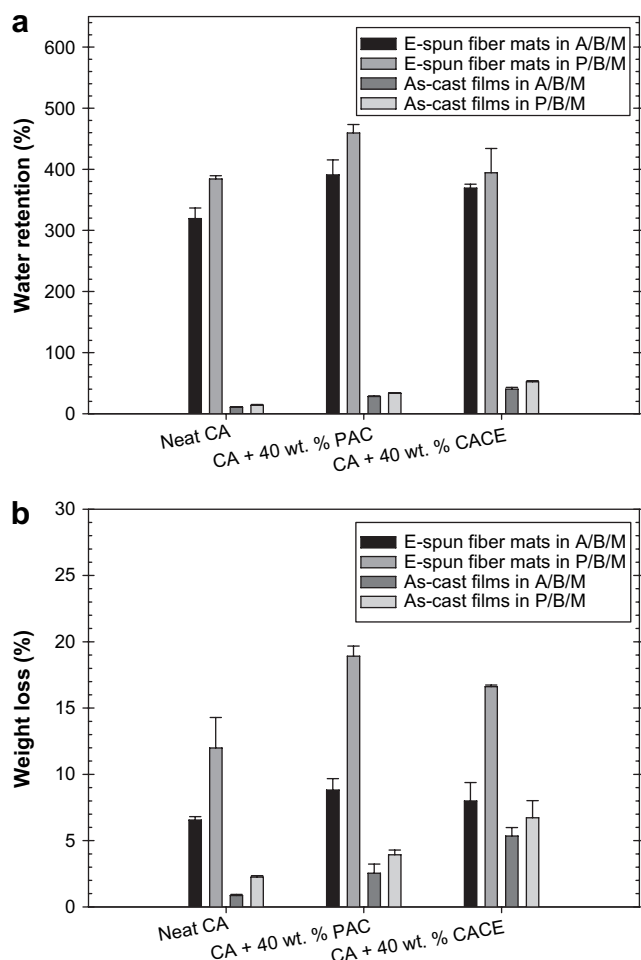 a
Water retention (%)
600
500
400
300
200
100
0
E-spun fiber mats in A/B/M
E-spun fiber mats in P/B/M
As-cast films in A/B/M
As-cast films in P/B/M
Neat CA
CA + 40 wt. % PAC
CA + 40 wt. % CACE
b
Weight loss (%)
30
25
20
15
10
5
0
E-spun fiber mats in A/B/M
E-spun fiber mats in P/B/M
As-cast films in A/B/M
As-cast films in P/B/M
Neat CA
CA + 40 wt. % PAC
CA + 40 wt. % CACE